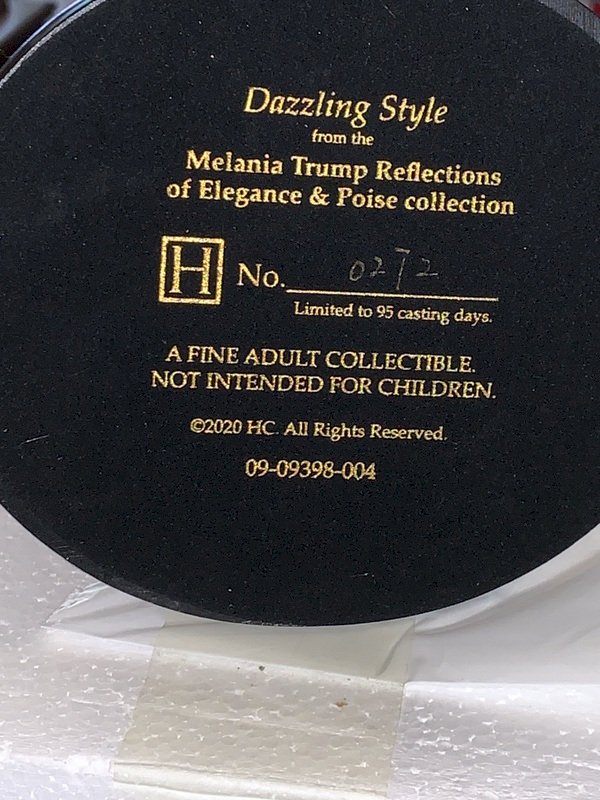 Dazzling Style
from the
Melania Trump Reflections
of Elegance & Poise collection
H No. 0272
Limited to 95 casting days.
A FINE ADULT COLLECTIBLE.
NOT INTENDED FOR CHILDREN.
©2020 HC. All Rights Reserved.
09-09398-004